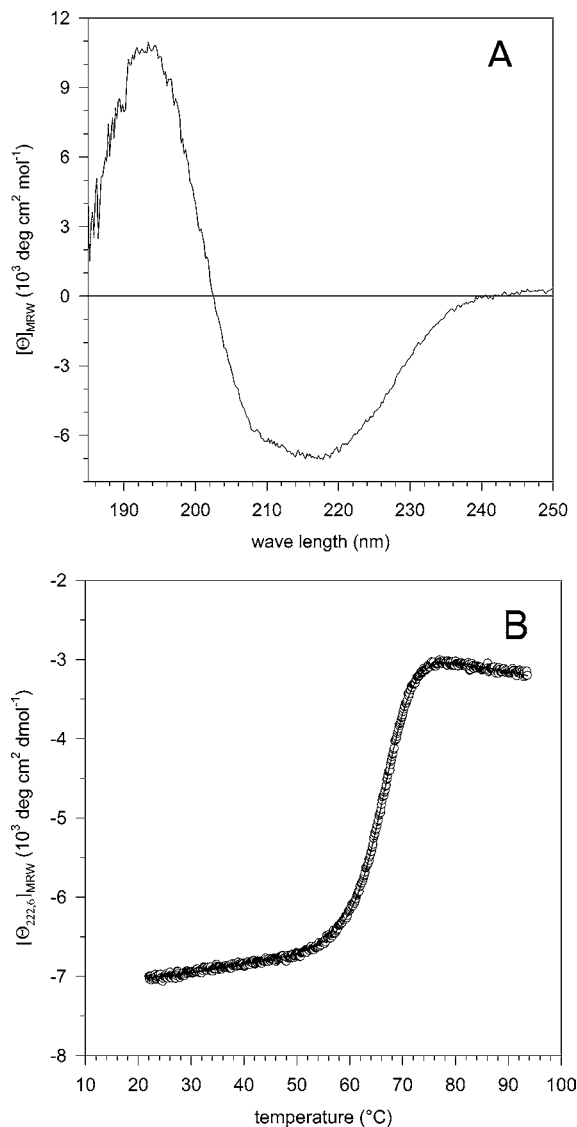 A
12
9
6
3
0
-3
-6
[Θ]MRW (10³ deg cm² mol⁻¹)
190 200 210 220 230 240 250
wave length (nm)
B
-2
-3
-4
-5
-6
-7
-8
[Θ222,6]MRW (10³ deg cm² dmol⁻¹)
10 20 30 40 50 60 70 80 90 100
temperature (°C)